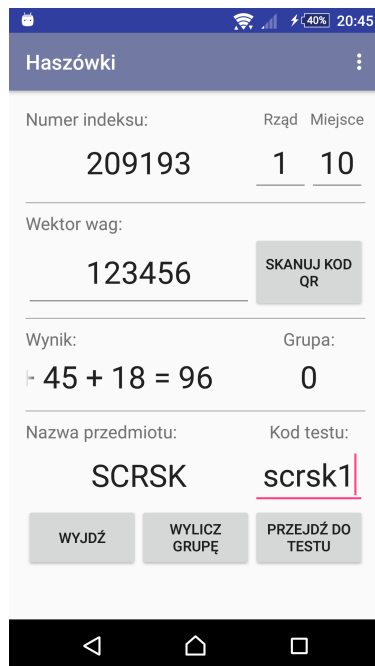 40% 20:45
Haszówki
Numer indeksu: Rząd Miejsce
209193 1 10
Wektor wag:
123456 SKANUJ KOD
QR
Wynik: Grupa:
45 + 18 = 96 0
Nazwa przedmiotu: Kod testu:
SCRSK scrsk1
WYJDŹ WYLICZ PRZEJDŹ DO
GRUPĘ TESTU